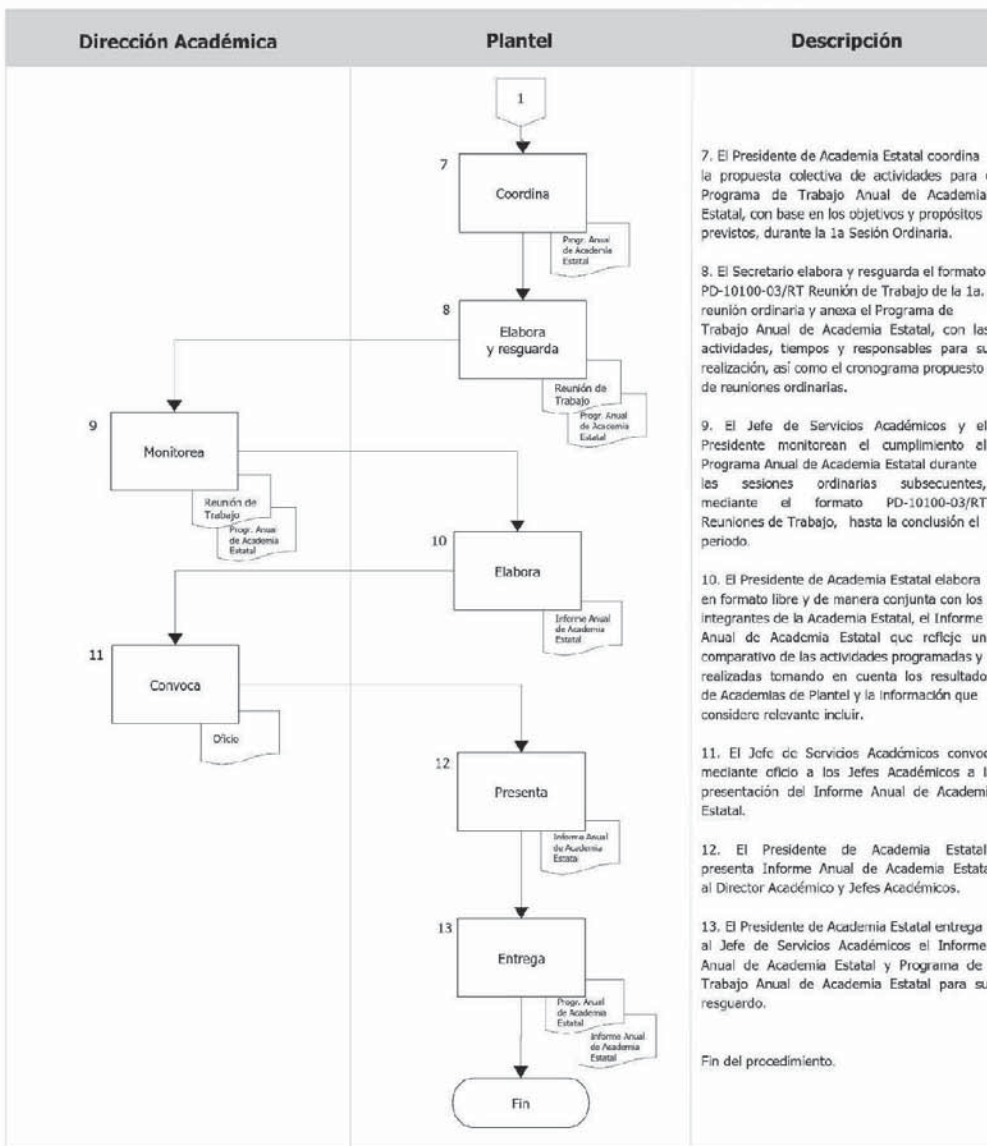 Dirección Académica
Plantel
Descripción
1
7
Coordina
Progr. Anual
de Academia
Estatal
8
Elabora
y resguarda
Reunión de
Trabajo
Progr. Anual
de Academia
Estatal
9
Monitorea
Reunión de
Trabajo
Progr. Anual
de Academia
Estatal
10
Elabora
Informe Anual
de Academia
Estatal
11
Convoca
Oficio
12
Presenta
Informe Anual
de Academia
Estatal
13
Entrega
Progr. Anual
de Academia
Estatal
Informe Anual
de Academia
Estatal
Fin
7. El Presidente de Academia Estatal coordina
la propuesta colectiva de actividades para
Programa de Trabajo Anual de Academia
Estatal, con base en los objetivos y propósitos
previstos, durante la 1a Sesión Ordinaria.
8. El Secretario elabora y resguarda el formato
PD-10100-03/RT Reunión de Trabajo de la 1a.
reunión ordinaria y anexa el Programa de
Trabajo Anual de Academia Estatal, con las
actividades, tiempos y responsables para su
realización, así como el cronograma propuesto
de reuniones ordinarias.
9. El Jefe de Servicios Académicos y el
Presidente monitorean el cumplimiento al
Programa Anual de Academia Estatal durante
las sesiones ordinarias subsecuentes,
mediante el formato PD-10100-03/RT
Reuniones de Trabajo, hasta la conclusión el
periodo.
10. El Presidente de Academia Estatal elabora
en formato libre y de manera conjunta con los
integrantes de la Academia Estatal, el Informe
Anual de Academia Estatal que refleje un
comparativo de las actividades programadas y
realizadas tomando en cuenta los resultado
de Academias de Plantel y la información que
considere relevante incluir.
11. El Jefe de Servicios Académicos convoc
mediante oficio a los Jefes Académicos a l
presentación del Informe Anual de Academi
Estatal.
12. El Presidente de Academia Estatal
presenta Informe Anual de Academia Estata
al Director Académico y Jefes Académicos.
13. El Presidente de Academia Estatal entrega
al Jefe de Servicios Académicos el Informe
Anual de Academia Estatal y Programa de
Trabajo Anual de Academia Estatal para su
resguardo.
Fin del procedimiento.